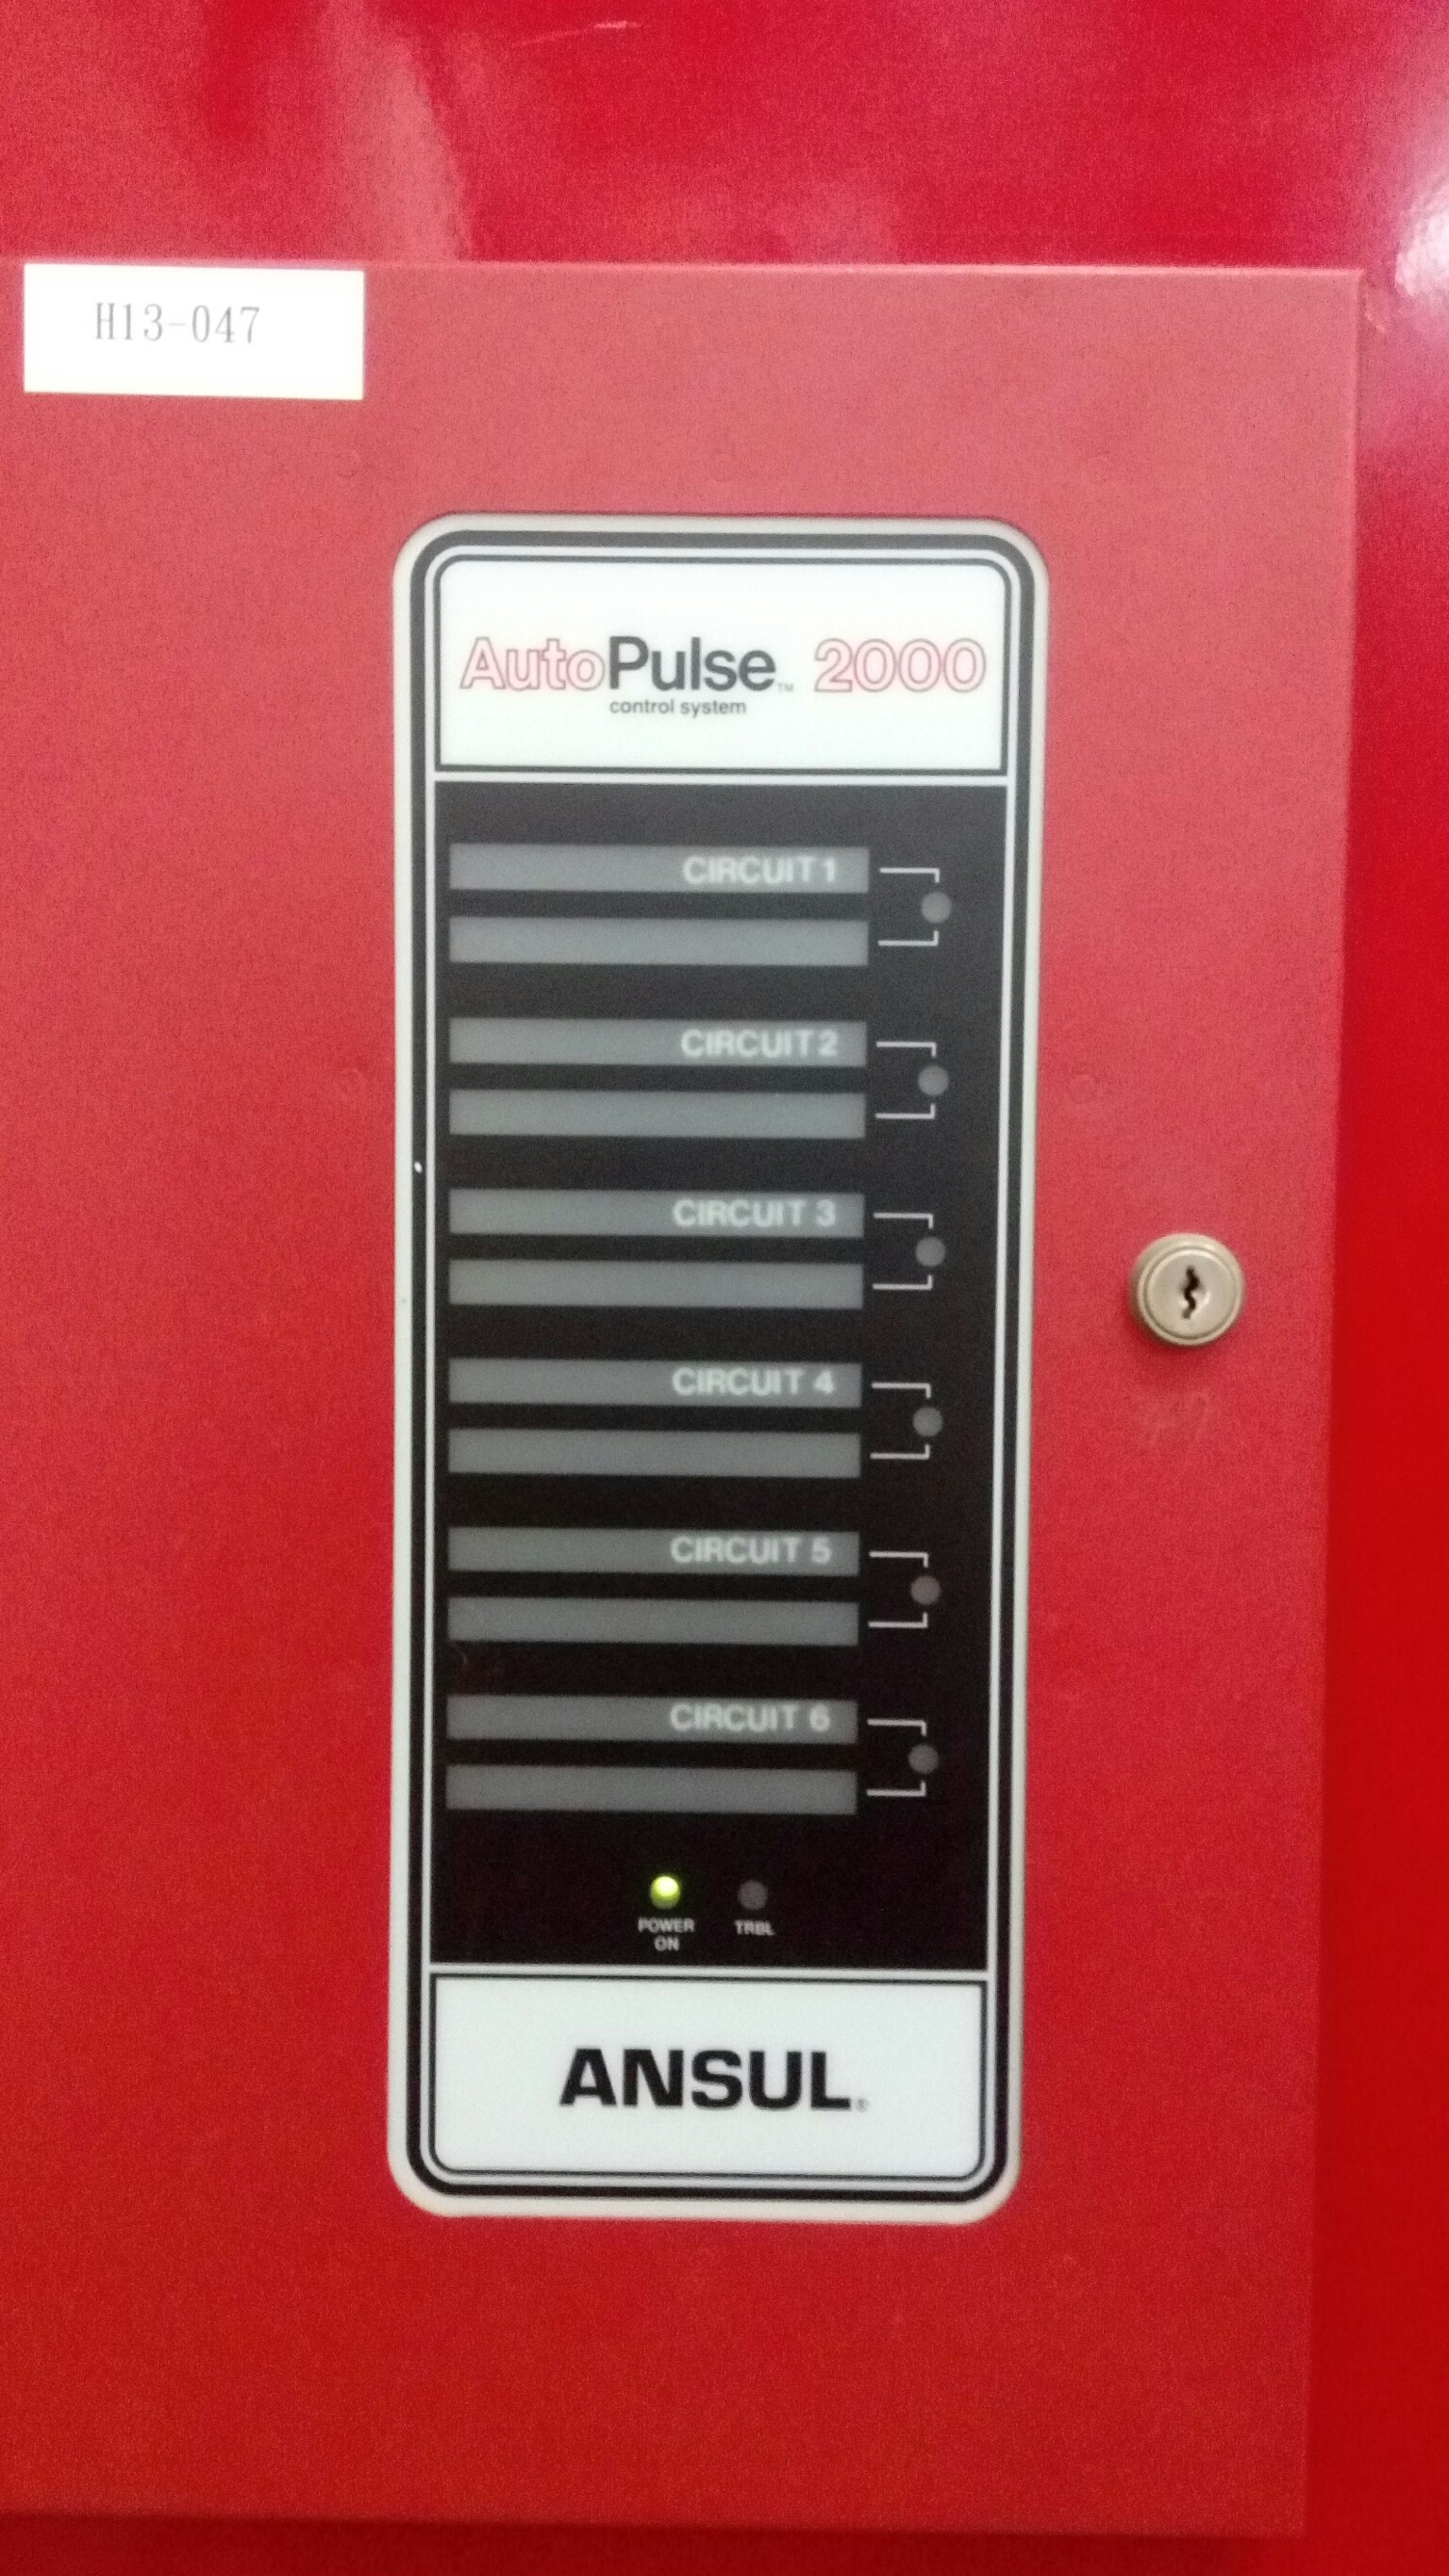 H13-047
AutoPulse™ 2000
control system
CIRCUIT 1
CIRCUIT 2
CIRCUIT 3
CIRCUIT 4
CIRCUIT 5
CIRCUIT 6
POWER ON
TRBL
ANSUL®